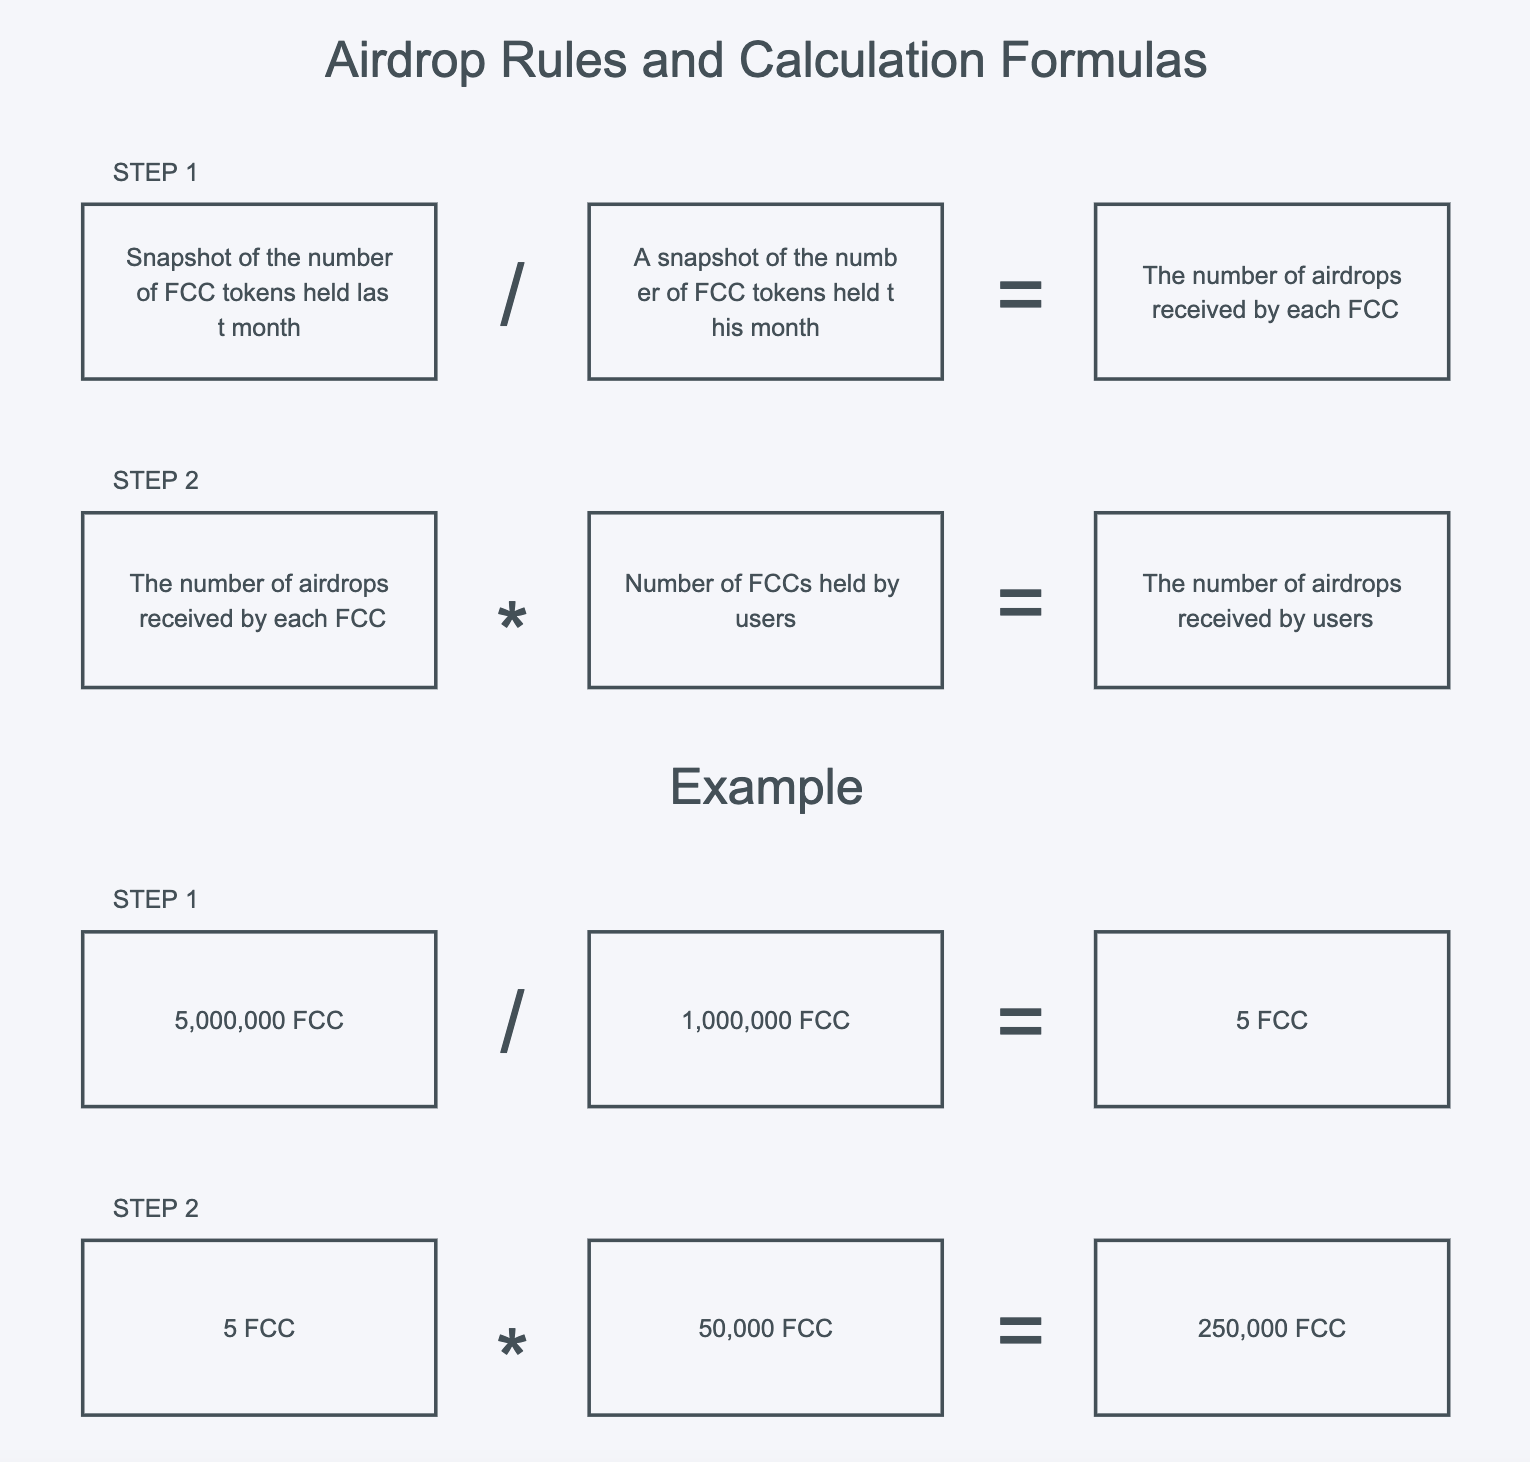 Airdrop Rules and Calculation Formulas
STEP 1
Snapshot of the number
of FCC tokens held las
t month
/
A snapshot of the numb
er of FCC tokens held t
his month
=
The number of airdrops
received by each FCC
STEP 2
The number of airdrops
received by each FCC
*
Number of FCCs held by
users
=
The number of airdrops
received by users
Example
STEP 1
5,000,000 FCC
/
1,000,000 FCC
=
5 FCC
STEP 2
5 FCC
*
50,000 FCC
=
250,000 FCC